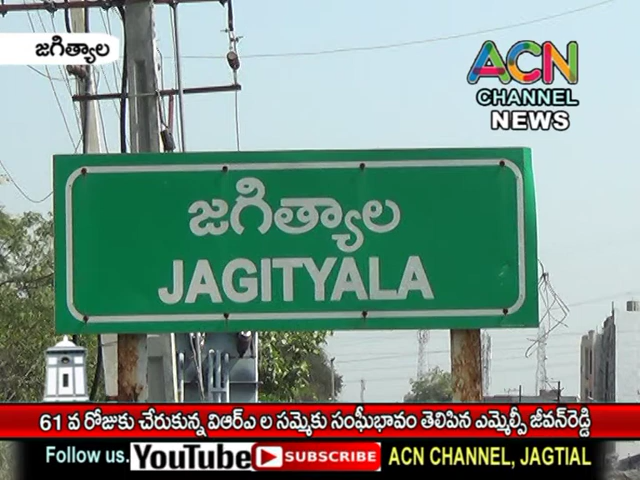 జగిత్యాల
ACN
CHANNEL
NEWS
జగిత్యాల
JAGITYALA
61 వ రోజుకు చేరుకున్న విఆర్ఎ ల సమ్మెకు సంఘీభావం తెలిపిన ఎమ్మెల్సీ జీవన్‌రెడ్డి
Follow us. YouTube SUBSCRIBE ACN CHANNEL, JAGTIAL